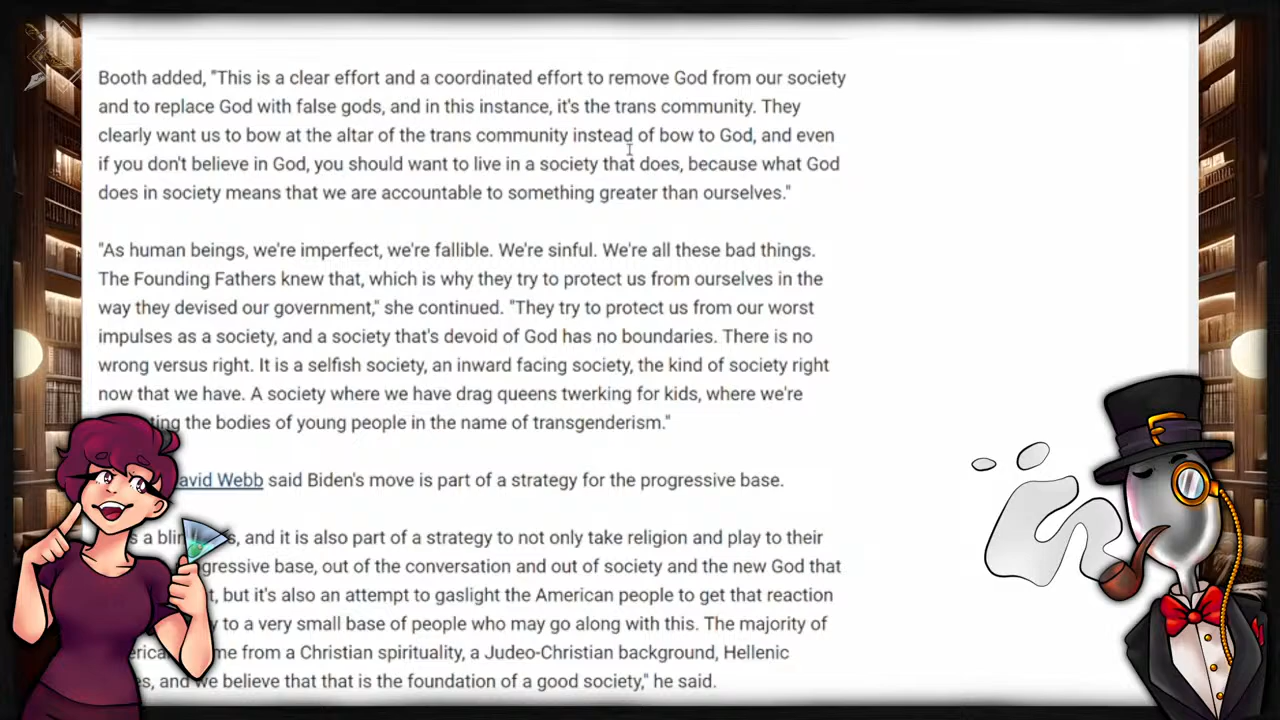 Booth added, "This is a clear effort and a coordinated effort to remove God from our society
and to replace God with false gods, and in this instance, it's the trans community. They
clearly want us to bow at the altar of the trans community instead of bow to God, and even
if you don't believe in God, you should want to live in a society that does, because what God
does in society means that we are accountable to something greater than ourselves."
"As human beings, we're imperfect, we're fallible. We're sinful. We're all these bad things.
The Founding Fathers knew that, which is why they try to protect us from ourselves in the
way they devised our government," she continued. "They try to protect us from our worst
impulses as a society, and a society that's devoid of God has no boundaries. There is no
wrong versus right. It is a selfish society, an inward facing society, the kind of society right
now that we have. A society where we have drag queens twerking for kids, where we're
the bodies of young people in the name of transgenderism."
avid Webb said Biden's move is part of a strategy for the progressive base.
a and it is also part of a strategy to not only take religion and play to their
gressive base, out of the conversation and out of society and the new God that
but it's also an attempt to gaslight the American people to get that reaction
to a very small base of people who may go along with this. The majority of
from a Christian spirituality, a Judeo-Christian background, Hellenic
and we believe that that is the foundation of a good society," he said.